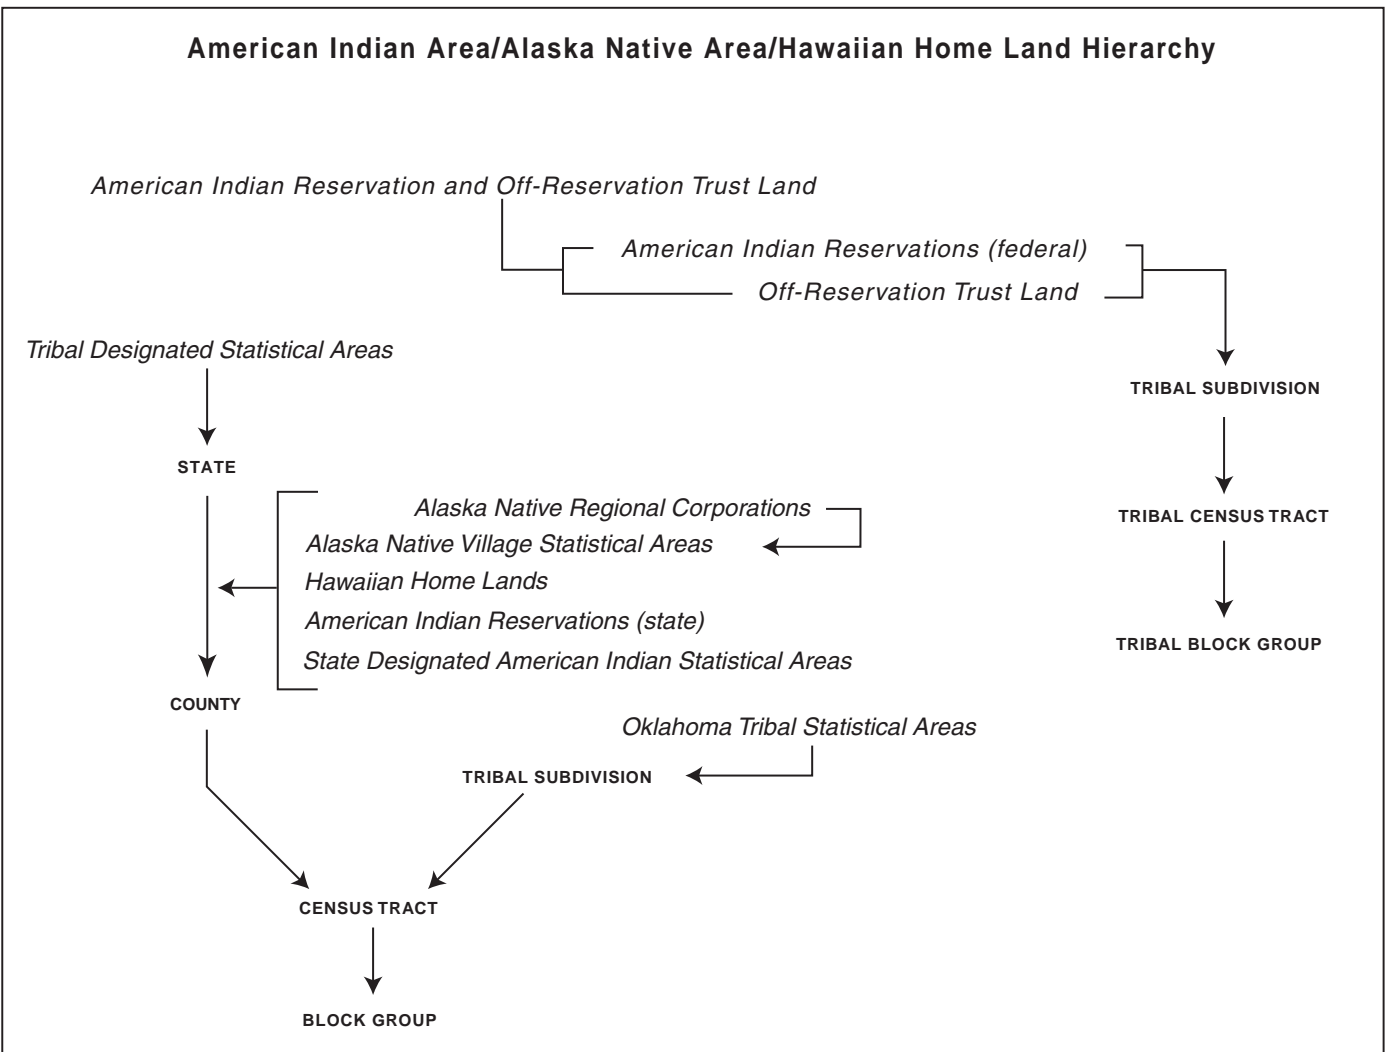 American Indian Area/Alaska Native Area/Hawaiian Home Land Hierarchy
American Indian Reservation and Off-Reservation Trust Land
American Indian Reservations (federal)
Off-Reservation Trust Land
Tribal Designated Statistical Areas
TRIBAL SUBDIVISION
STATE
Alaska Native Regional Corporations
TRIBAL CENSUS TRACT
Alaska Native Village Statistical Areas
Hawaiian Home Lands
American Indian Reservations (state)
TRIBAL BLOCK GROUP
State Designated American Indian Statistical Areas
COUNTY
Oklahoma Tribal Statistical Areas
TRIBAL SUBDIVISION
CENSUS TRACT
BLOCK GROUP